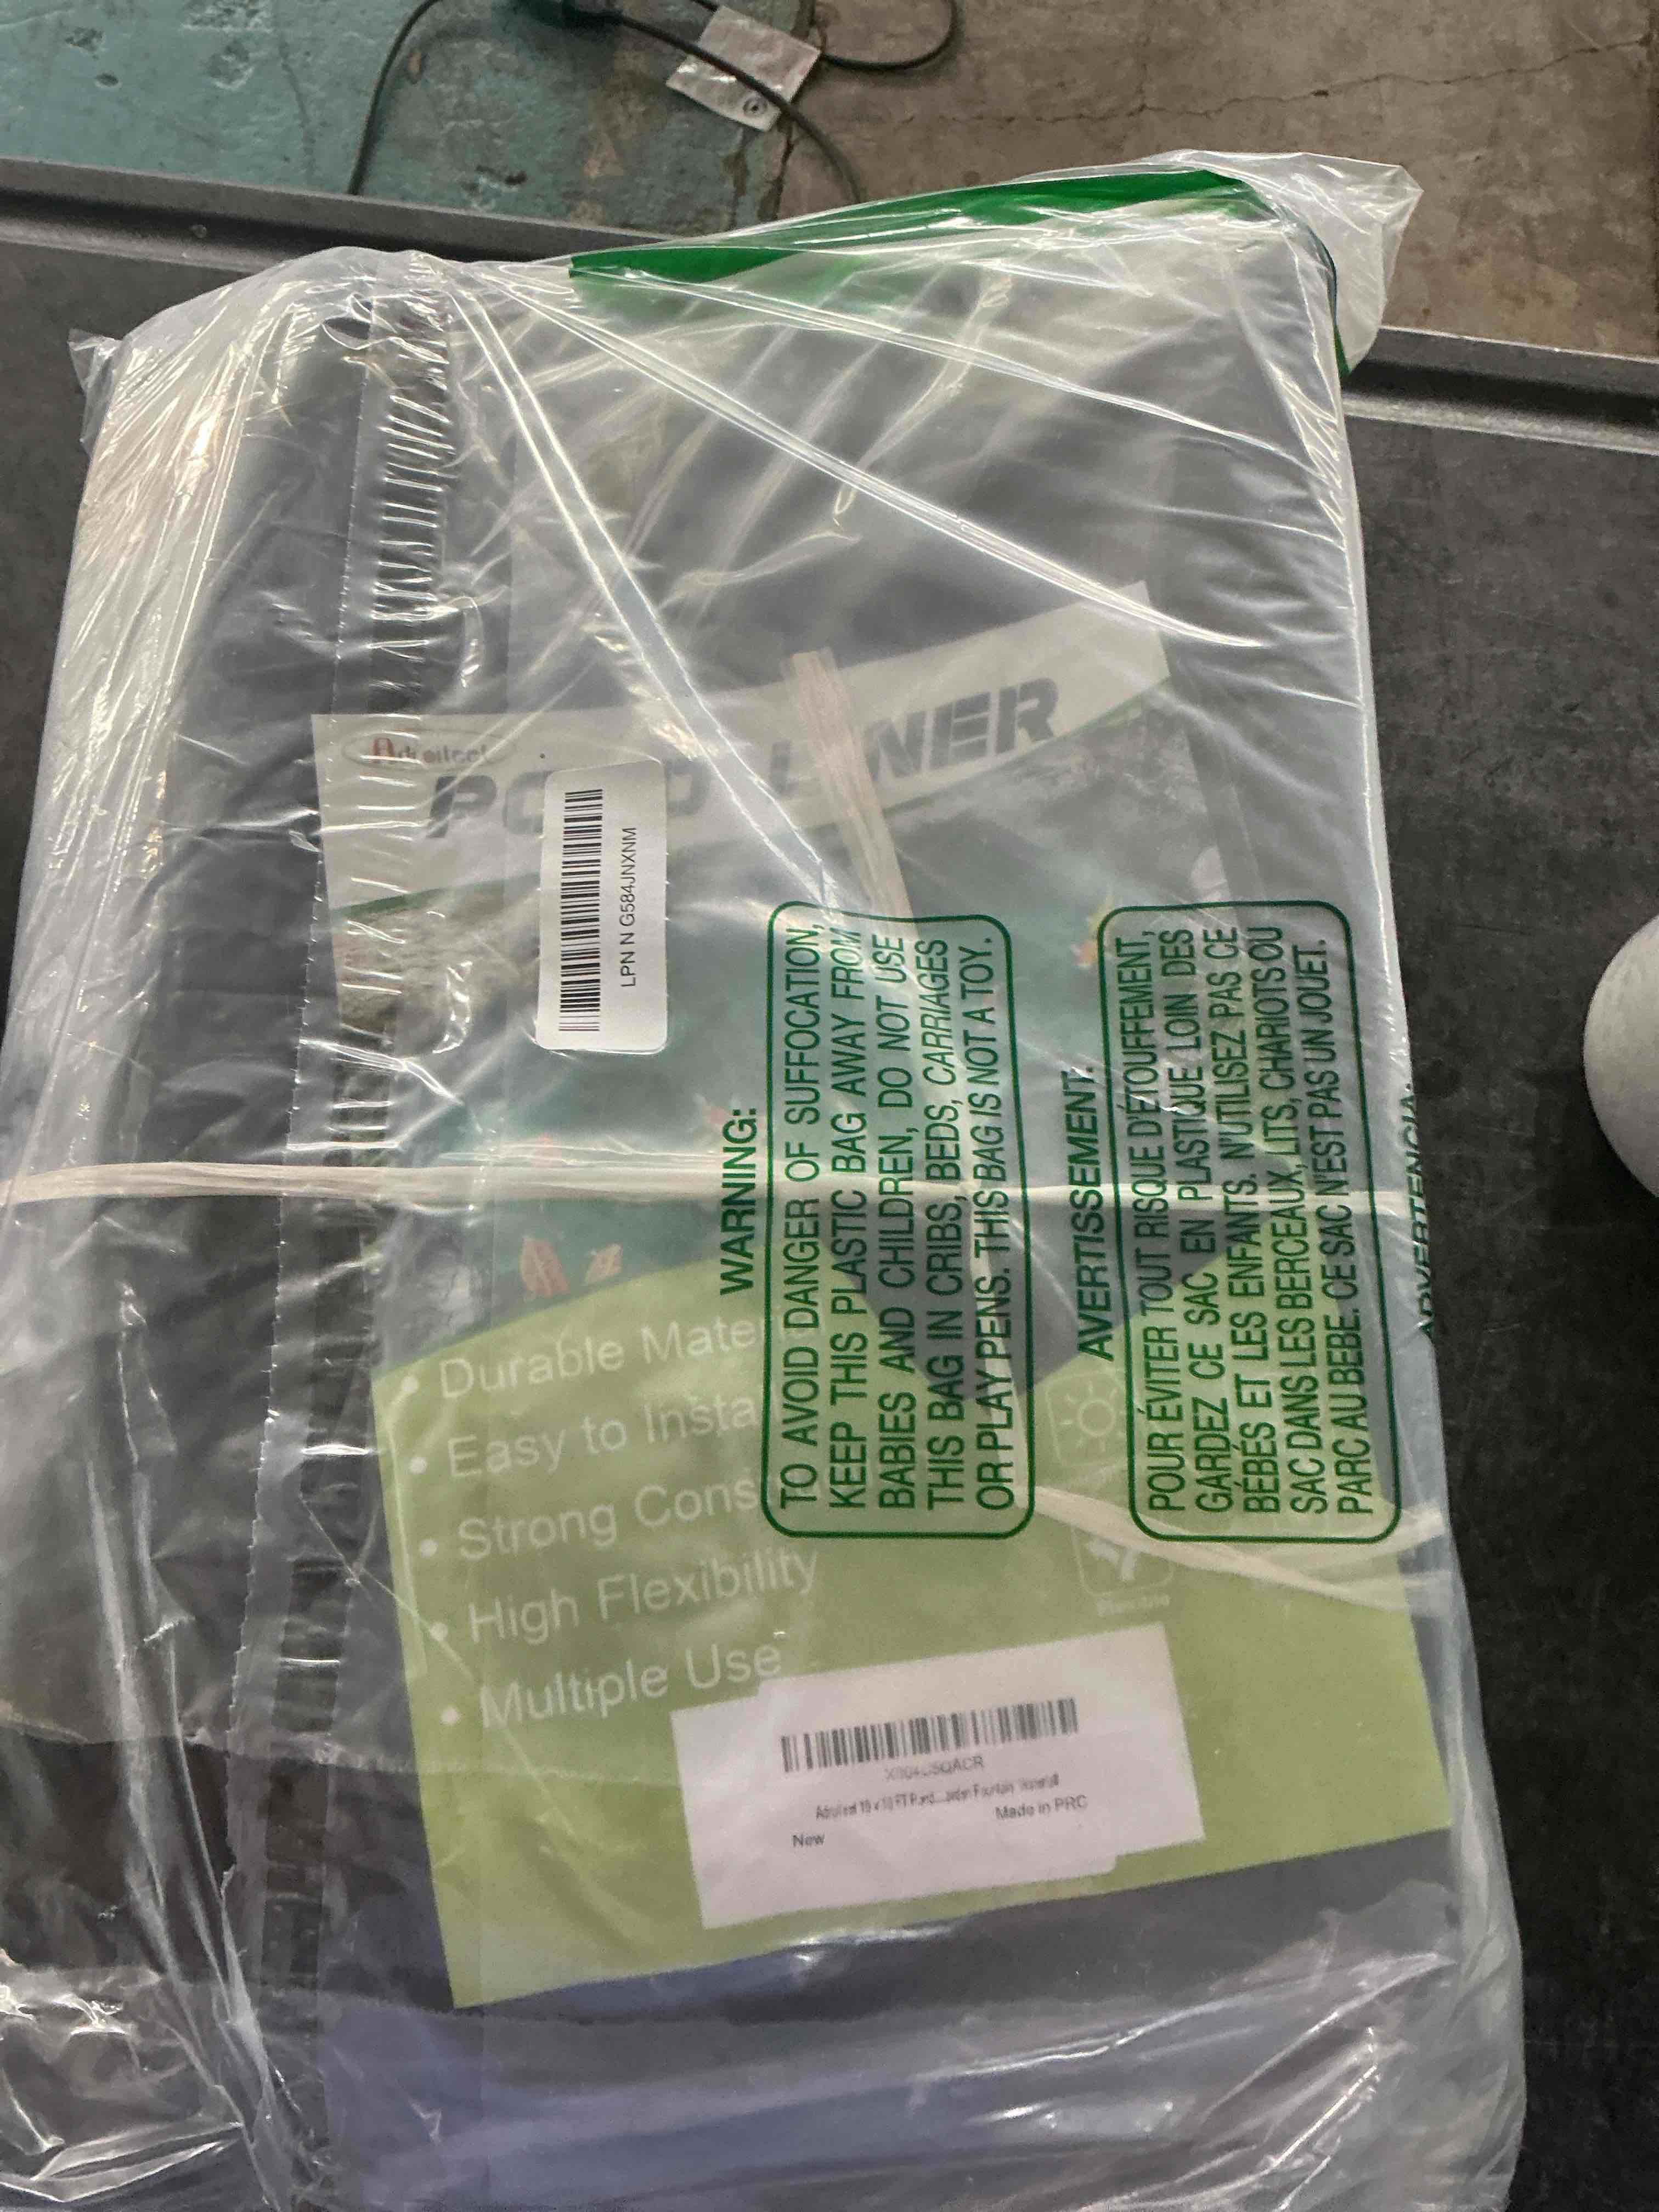 POND LINER
LPN N G584JNXNM
WARNING:
TO AVOID DANGER OF SUFFOCATION,
KEEP THIS PLASTIC BAG AWAY FROM
BABIES AND CHILDREN, DO NOT USE
THIS BAG IN CRIBS, BEDS, CARRIAGES
OR PLAY PENS. THIS BAG IS NOT A TOY.
AVERTISSEMENT:
POUR ÉVITER TOUT RISQUE D'ÉTOUFFEMENT,
GARDEZ CE SAC EN PLASTIQUE LOIN DES
BÉBÉS ET LES ENFANTS. N'UTILISEZ PAS CE
SAC DANS LES BERCEAUX, LITS, CHARIOTS OU
PARC AU BEBE. CE SAC N'EST PAS UN JOUET.
ADVERTENCIA:
• Durable Mate
• Easy to Insta
• Strong Cons
• High Flexibility
• Multiple Use
New
Made in PRC